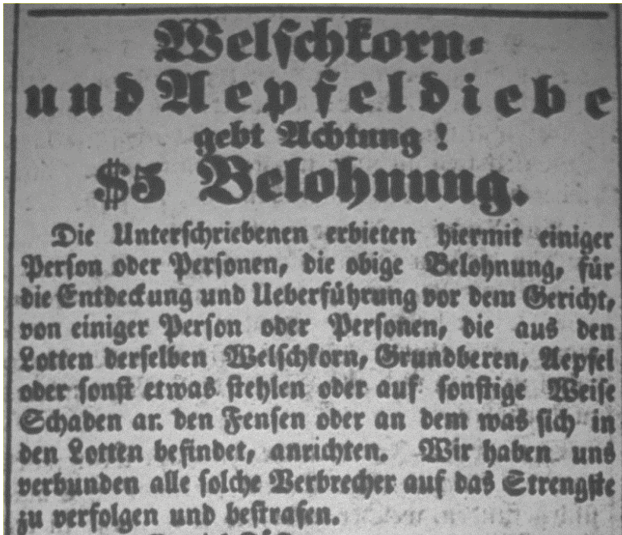 Welschkorn-
und Aepfeldiebe
gebt Achtung!
$5 Belohnung.
Die Unterschriebenen erbieten hiermit einiger
Person oder Personen, die obige Belohnung, für
die Entdeckung und Ueberführung vor dem Gericht,
von einiger Person oder Personen, die aus den
Lotten derselben Welschkorn, Grundberen, Aepfel
oder sonst etwas stehlen oder auf sonstige Weise
Schaden an den Fensen oder an dem was sich in
den Lotten befindet, anrichten. Wir haben uns
verbunden alle solche Verbrecher auf das Strengste
zu verfolgen und bestrafen.